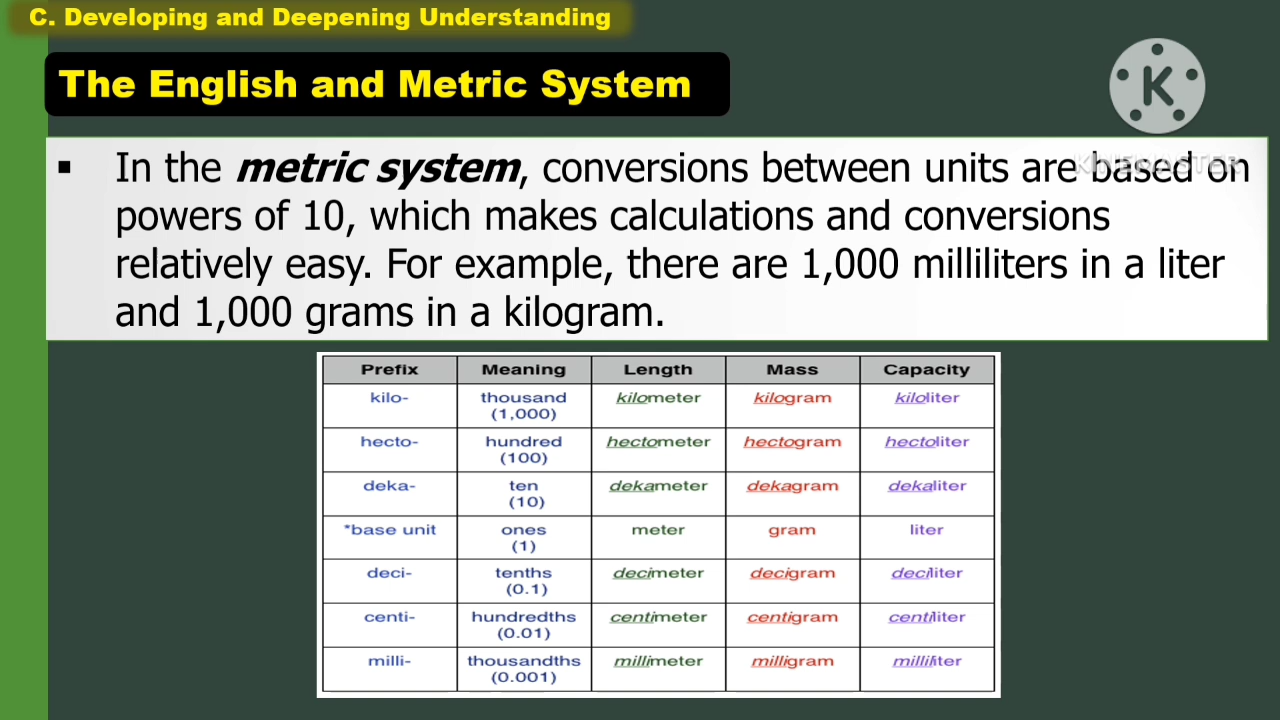 C. Developing and Deepening Understanding
The English and Metric System
K
KINEMASTER
▪ In the metric system, conversions between units are based on
powers of 10, which makes calculations and conversions
relatively easy. For example, there are 1,000 milliliters in a liter
and 1,000 grams in a kilogram.
Prefix Meaning Length Mass Capacity
kilo- thousand kilometer kilogram kiloliter
(1,000)
hecto- hundred hectometer hectogram hectoliter
(100)
deka- ten dekameter dekagram dekaliter
(10)
*base unit ones meter gram liter
(1)
deci- tenths decimeter decigram deciliter
(0.1)
centi- hundredths centimeter centigram centiliter
(0.01)
milli- thousandths millimeter milligram milliliter
(0.001)